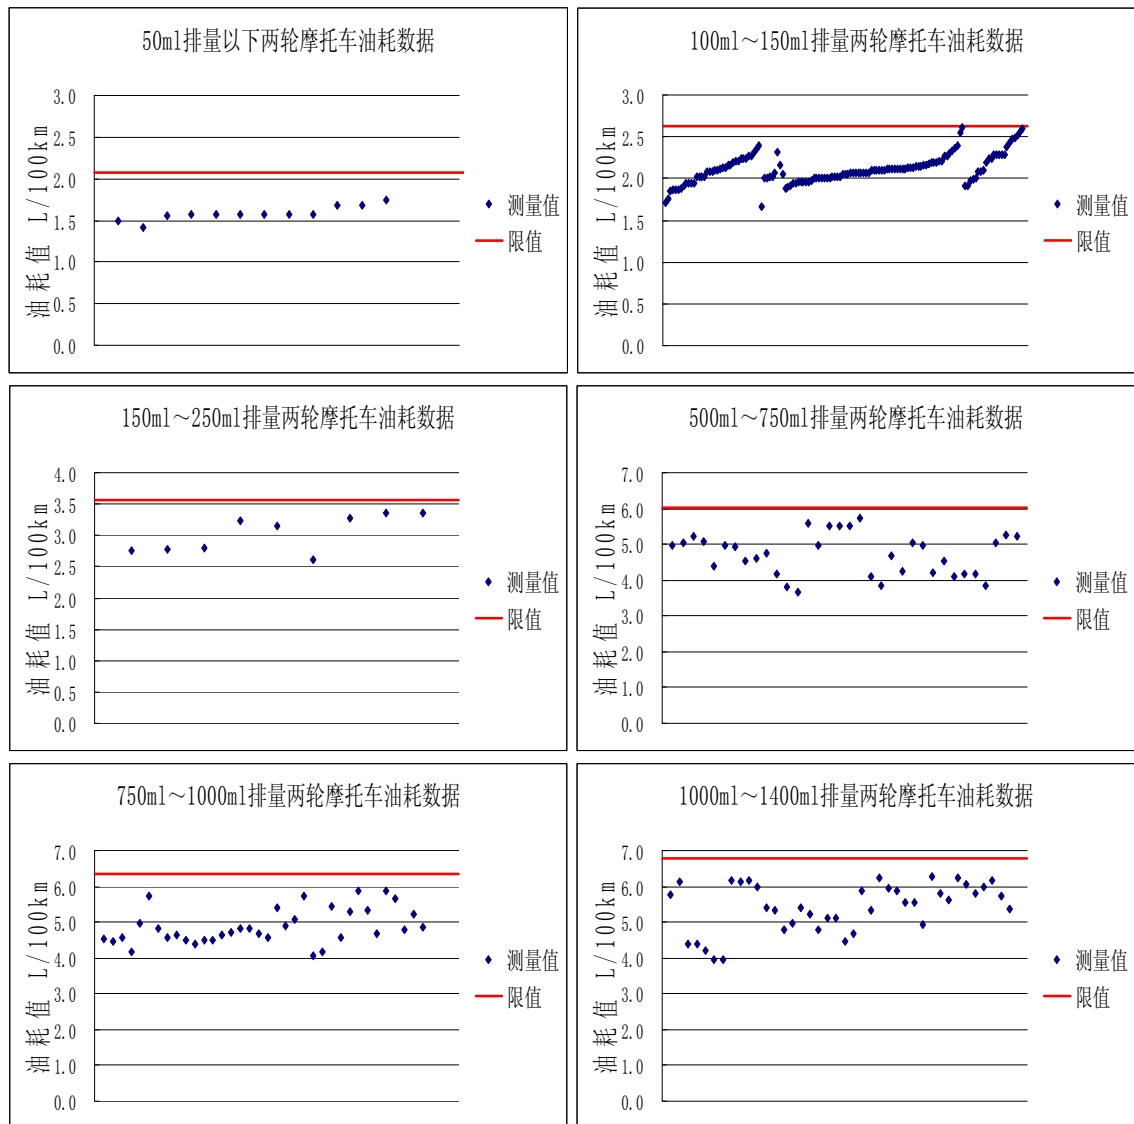 50ml排量以下两轮摩托车油耗数据
油耗值 L/100km
3.0
2.5
2.0
1.5
1.0
0.5
0.0
测量值
限值
100ml～150ml排量两轮摩托车油耗数据
油耗值 L/100km
3.0
2.5
2.0
1.5
1.0
0.5
0.0
测量值
限值
150ml～250ml排量两轮摩托车油耗数据
油耗值 L/100km
4.0
3.5
3.0
2.5
2.0
1.5
1.0
0.5
0.0
测量值
限值
500ml～750ml排量两轮摩托车油耗数据
油耗值 L/100km
7.0
6.0
5.0
4.0
3.0
2.0
1.0
0.0
测量值
限值
750ml～1000ml排量两轮摩托车油耗数据
油耗值 L/100km
7.0
6.0
5.0
4.0
3.0
2.0
1.0
0.0
测量值
限值
1000ml～1400ml排量两轮摩托车油耗数据
油耗值 L/100km
7.0
6.0
5.0
4.0
3.0
2.0
1.0
0.0
测量值
限值